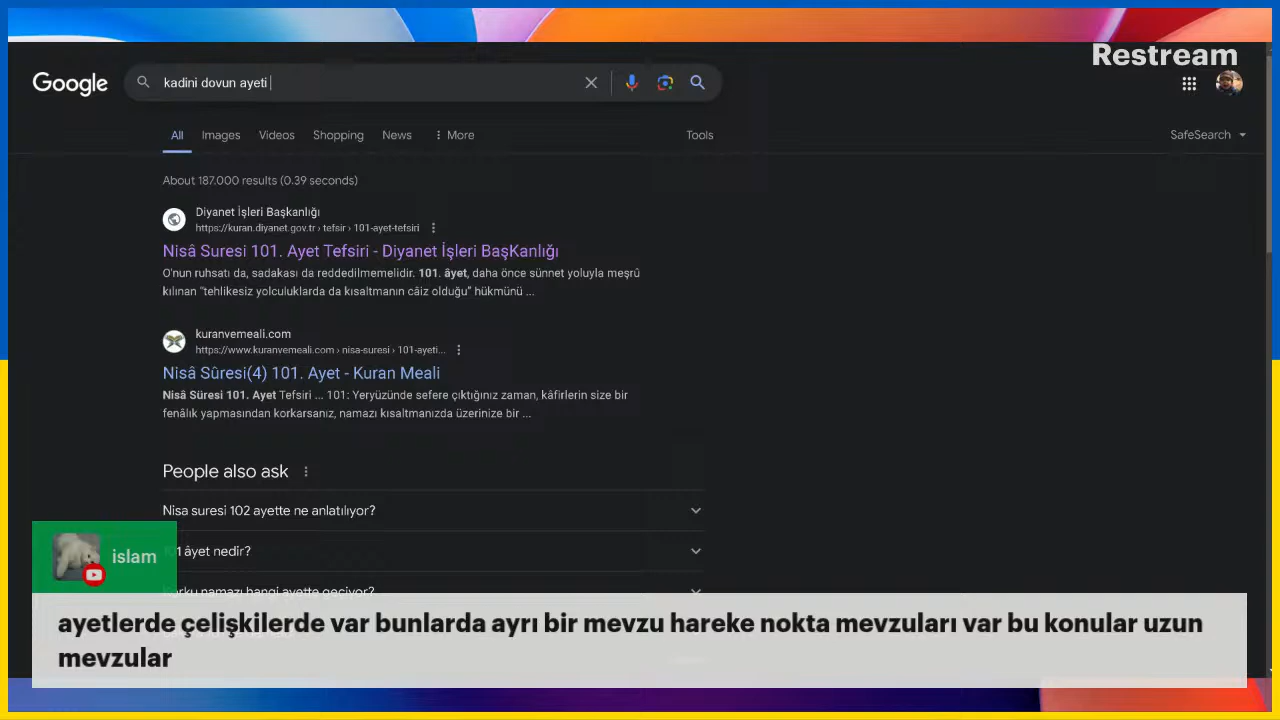 Restream
Google
kadini dovun ayeti
All Images Videos Shopping News More Tools SafeSearch
About 187.000 results (0.39 seconds)
Diyanet İşleri Başkanlığı
https://kuran.diyanet.gov.tr › tefsir › 101-ayet-tefsiri
Nisâ Suresi 101. Ayet Tefsiri - Diyanet İşleri BaşKanlığı
O'nun ruhsatı da, sadakası da reddedilmemelidir. 101. âyet, daha önce sünnet yoluyla meşrû
kılınan "tehlikesiz yolculuklarda da kısaltmanın câiz olduğu" hükmünü ...
kuranvemeali.com
https://www.kuranvemeali.com › nisa-suresi › 101-ayeti...
Nisâ Sûresi(4) 101. Ayet - Kuran Meali
Nisâ Sûresi 101. Ayet Tefsiri ... 101: Yeryüzünde sefere çıktığınız zaman, kâfirlerin size bir
fenâlık yapmasından korkarsanız, namazı kısaltmanızda üzerinize bir ...
People also ask
Nisa suresi 102 ayette ne anlatılıyor?
âyet nedir?
namazı hangi ayette geçiyor?
islam
ayetlerde çelişkilerde var bunlarda ayrı bir mevzu hareke nokta mevzuları var bu konular uzun
mevzular